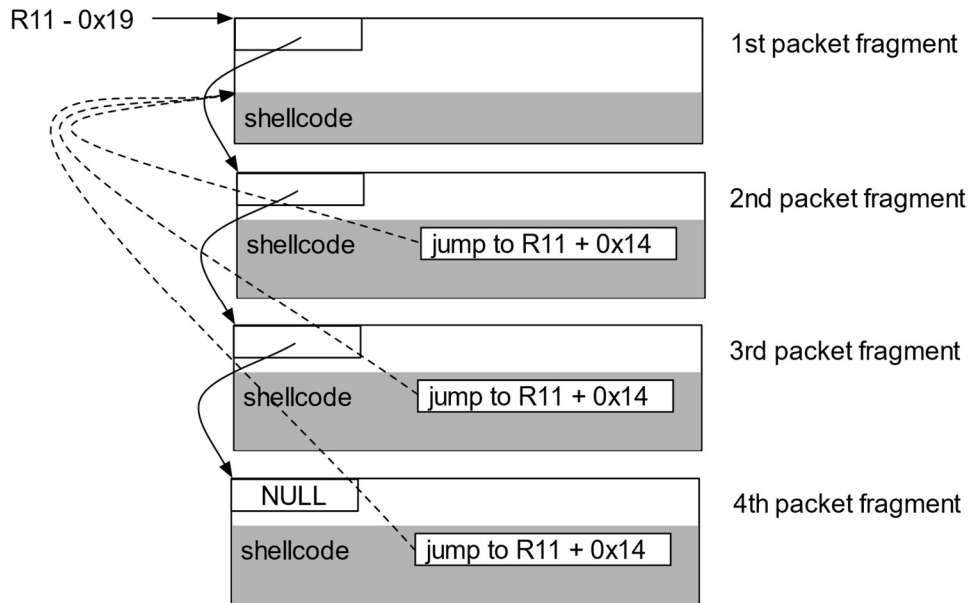 R11 - 0x19
1st packet fragment
shellcode
2nd packet fragment
shellcode
jump to R11 + 0x14
3rd packet fragment
shellcode
jump to R11 + 0x14
NULL
4th packet fragment
shellcode
jump to R11 + 0x14